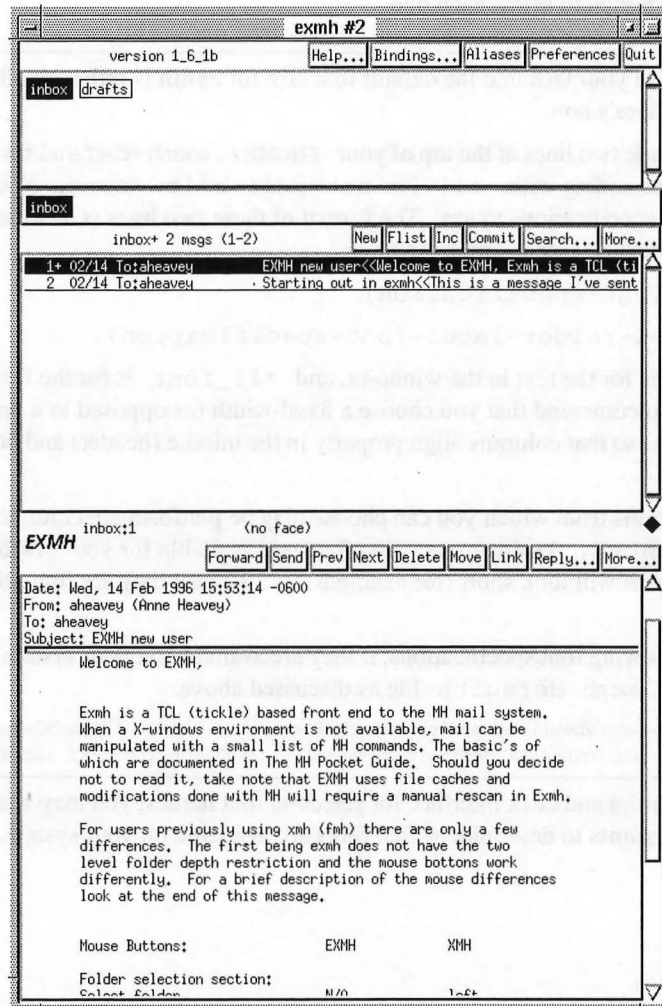 exmh #2
version 1_6_1b Help... Bindings... Aliases Preferences Quit
inbox drafts
inbox
inbox+ 2 msgs (1-2) New Flist Inc Commit Search... More...
1+ 02/14 To:aheavey EXMH new user<<Welcome to EXMH, Exmh is a TCL (ti
2 02/14 To:aheavey Starting out in exmh<<This is a message I've sent
inbox:1 (no face)
EXMH
Forward Send Prev Next Delete Move Link Reply... More...
Date: Wed, 14 Feb 1996 15:53:14 -0600
From: aheavey (Anne Heavey)
To: aheavey
Subject: EXMH new user
Welcome to EXMH,
Exmh is a TCL (tickle) based front end to the MH mail system.
When a X-windows environment is not available, mail can be
manipulated with a small list of MH commands. The basic's of
which are documented in The MH Pocket Guide. Should you decide
not to read it, take note that EXMH uses file caches and
modifications done with MH will require a manual rescan in Exmh.
For users previously using xmh (fmh) there are only a few
differences. The first being exmh does not have the two
level folder depth restriction and the mouse bottons work
differently. For a brief description of the mouse differences
look at the end of this message.
Mouse Buttons: EXMH XMH
Folder selection section:
Select folder N/A left